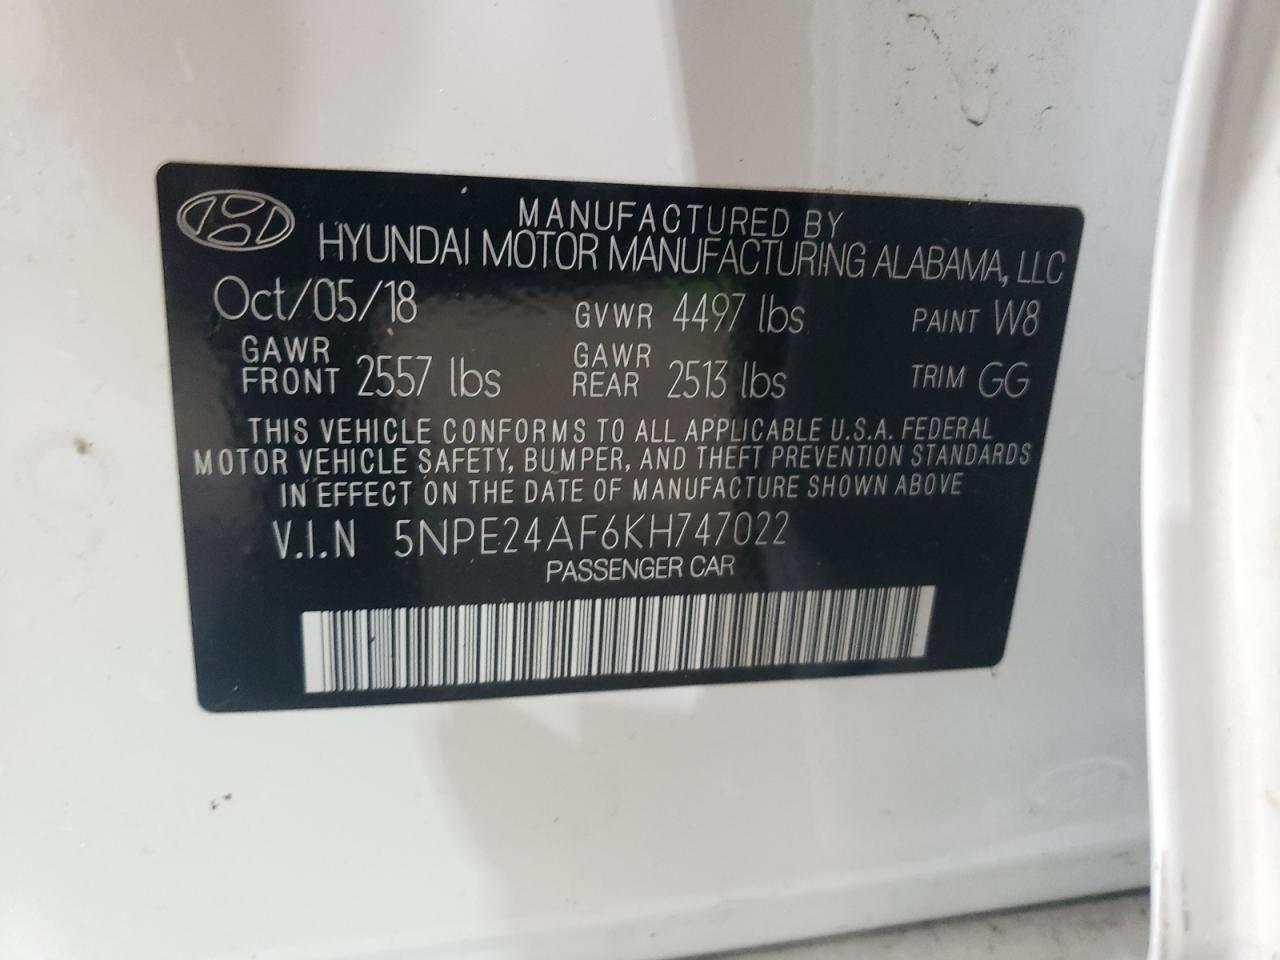 MANUFACTURED BY
HYUNDAI MOTOR MANUFACTURING ALABAMA, LLC
Oct/05/18 GVWR 4497 lbs PAINT W8
GAWR FRONT 2557 lbs GAWR REAR 2513 lbs TRIM GG
THIS VEHICLE CONFORMS TO ALL APPLICABLE U.S.A. FEDERAL
MOTOR VEHICLE SAFETY, BUMPER, AND THEFT PREVENTION STANDARDS
IN EFFECT ON THE DATE OF MANUFACTURE SHOWN ABOVE
V.I.N 5NPE24AF6KH747022
PASSENGER CAR